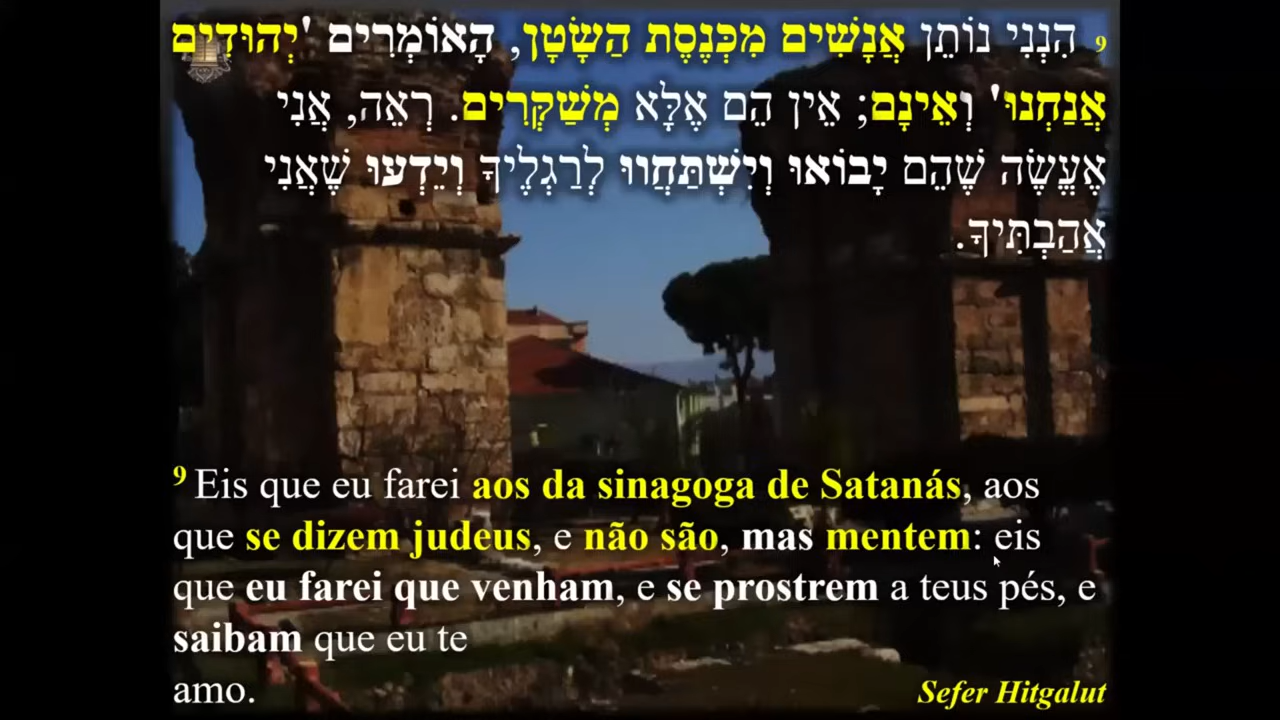 9 הִנְנִי נוֹתֵן אֲנָשִׁים מִכְּנֶסֶת הַשָּׂטָן, הָאוֹמְרִים 'יְהוּדִים
אֲנַחְנוּ' וְאֵינָם; אֵין הֵם אֶלָּא מְשַׁקְּרִים. רְאֵה, אֲנִי
אֶעֱשֶׂה שֶׁהֵם יָבוֹאוּ וְיִשְׁתַּחֲווּ לְרַגְלֶיךָ וְיֵדְעוּ שֶׁאֲנִי
אֲהַבְתִּיךָ.
9 Eis que eu farei aos da sinagoga de Satanás, aos
que se dizem judeus, e não são, mas mentem: eis
que eu farei que venham, e se prostrem a teus pés, e
saibam que eu te
amo.
Sefer Hitgalut